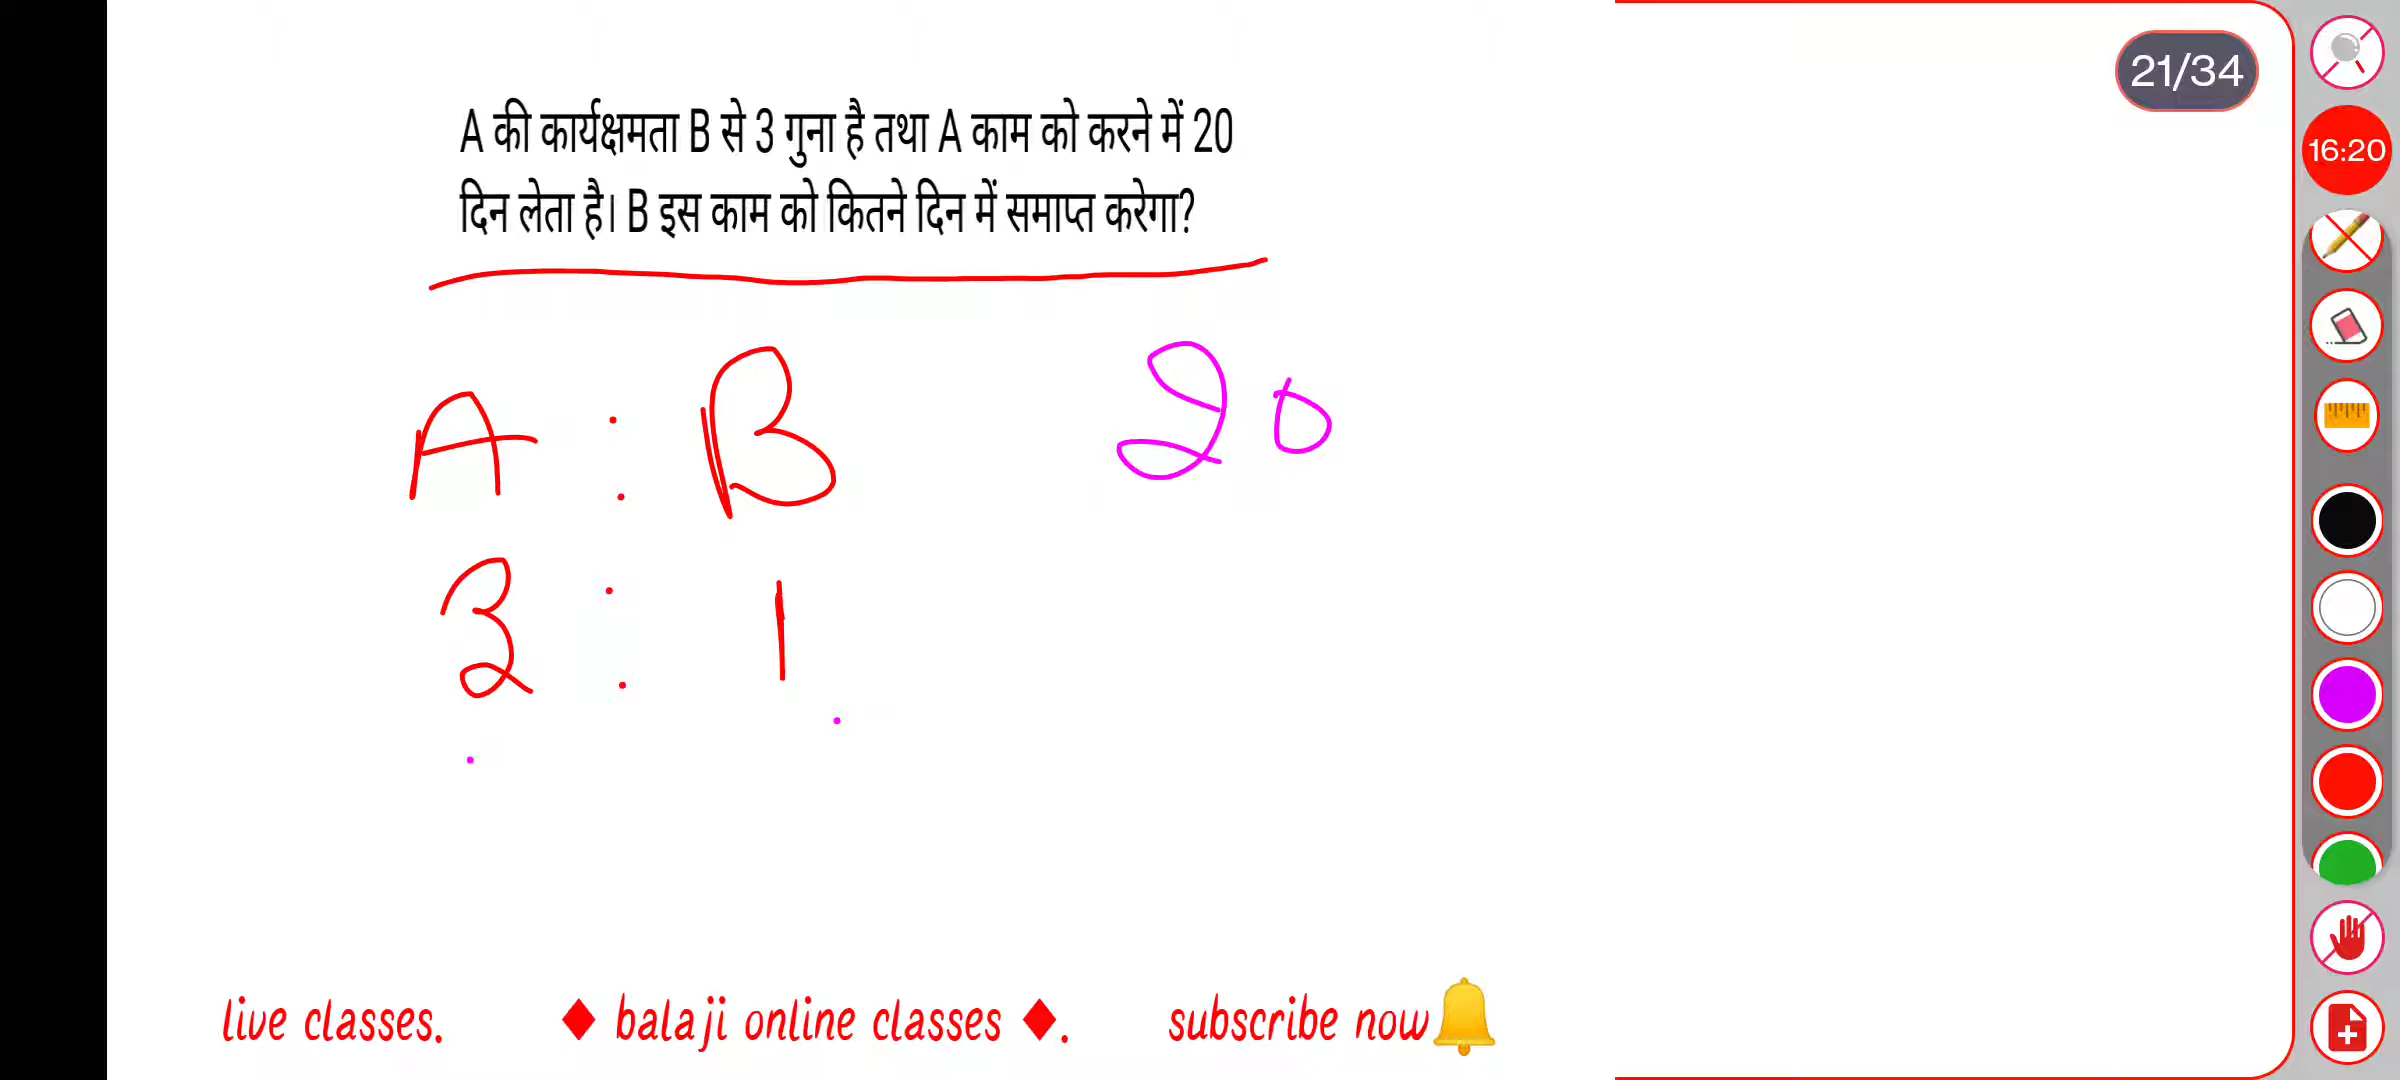 21/34
16:20
A की कार्यक्षमता B से 3 गुना है तथा A काम को करने में 20
दिन लेता है। B इस काम को कितने दिन में समाप्त करेगा?
A : B 20
3 : 1
live classes. ♦ balaji online classes ♦. subscribe now🔔